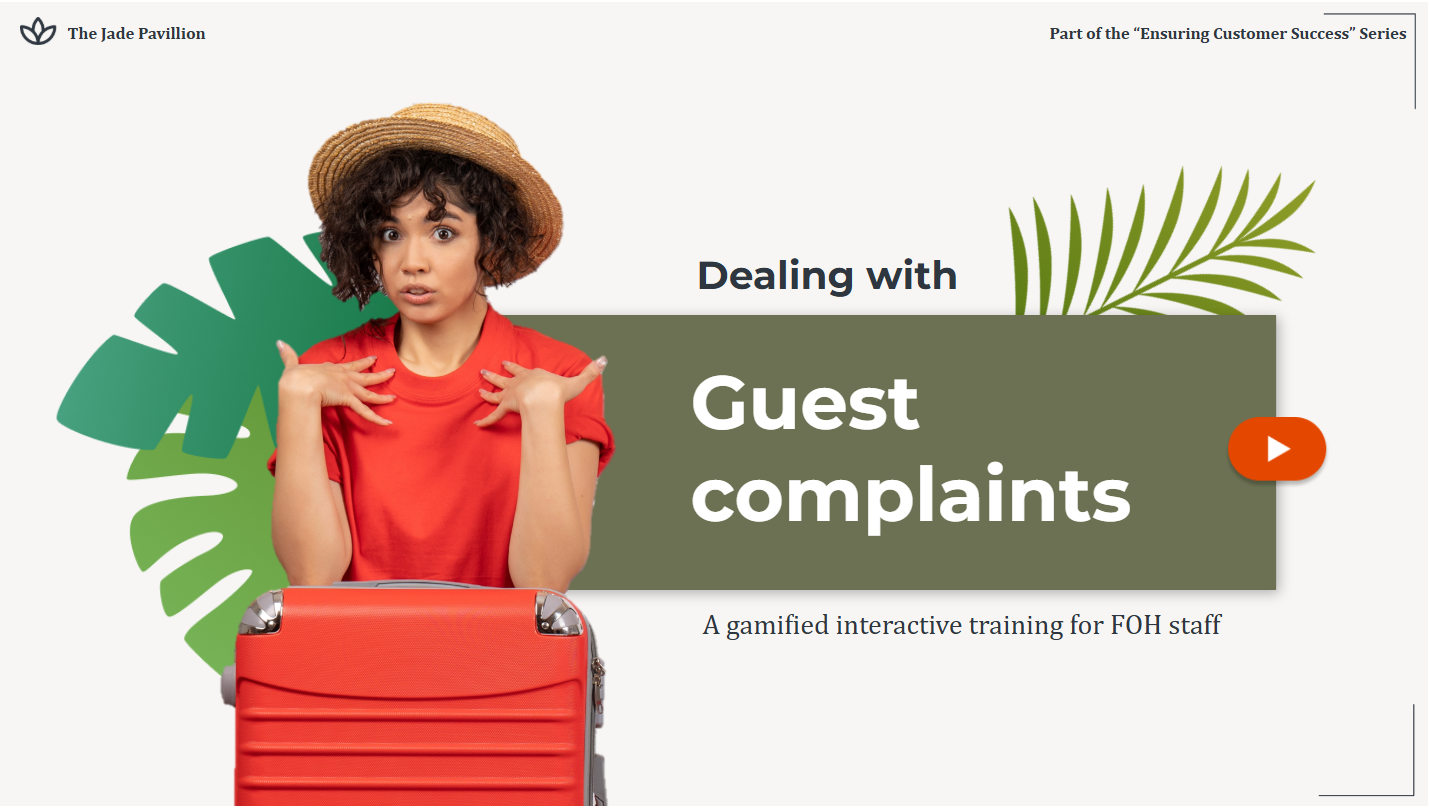 The Jade Pavillion
Part of the “Ensuring Customer Success” Series
Dealing with
Guest
complaints
A gamified interactive training for FOH staff